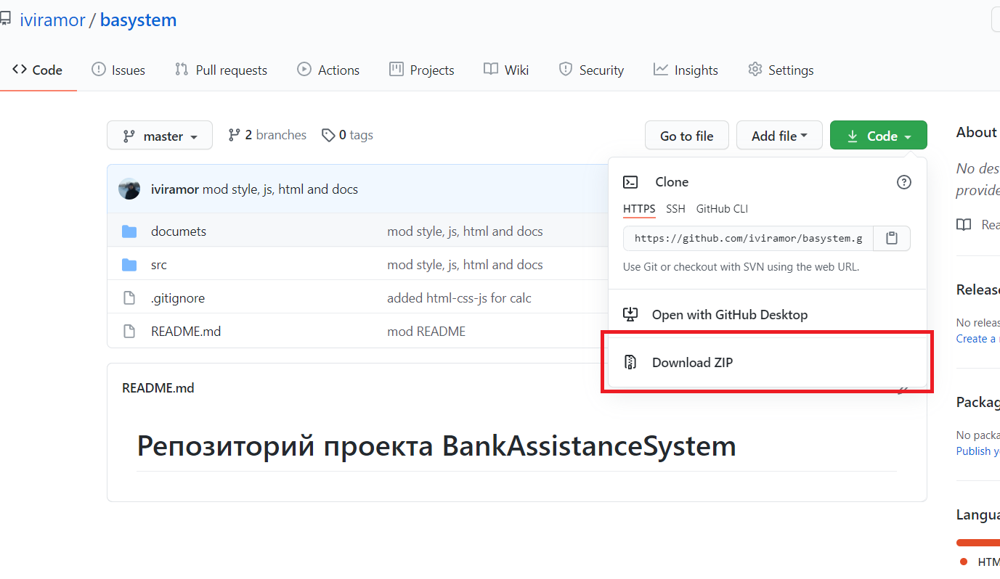 iviramor / basystem
Code Issues Pull requests Actions Projects Wiki Security Insights Settings
master 2 branches 0 tags
Go to file Add file Code
iviramor mod style, js, html and docs
documets mod style, js, html and docs
src mod style, js, html and docs
.gitignore added html-css-js for calc
README.md mod README
Clone
HTTPS SSH GitHub CLI
https://github.com/iviramor/basystem.g
Use Git or checkout with SVN using the web URL.
Open with GitHub Desktop
Download ZIP
README.md
Репозиторий проекта BankAssistanceSystem
About
No des
provide
Rea
Release
No releas
Create a
Packag
No packa
Publish y
Langua
HTM